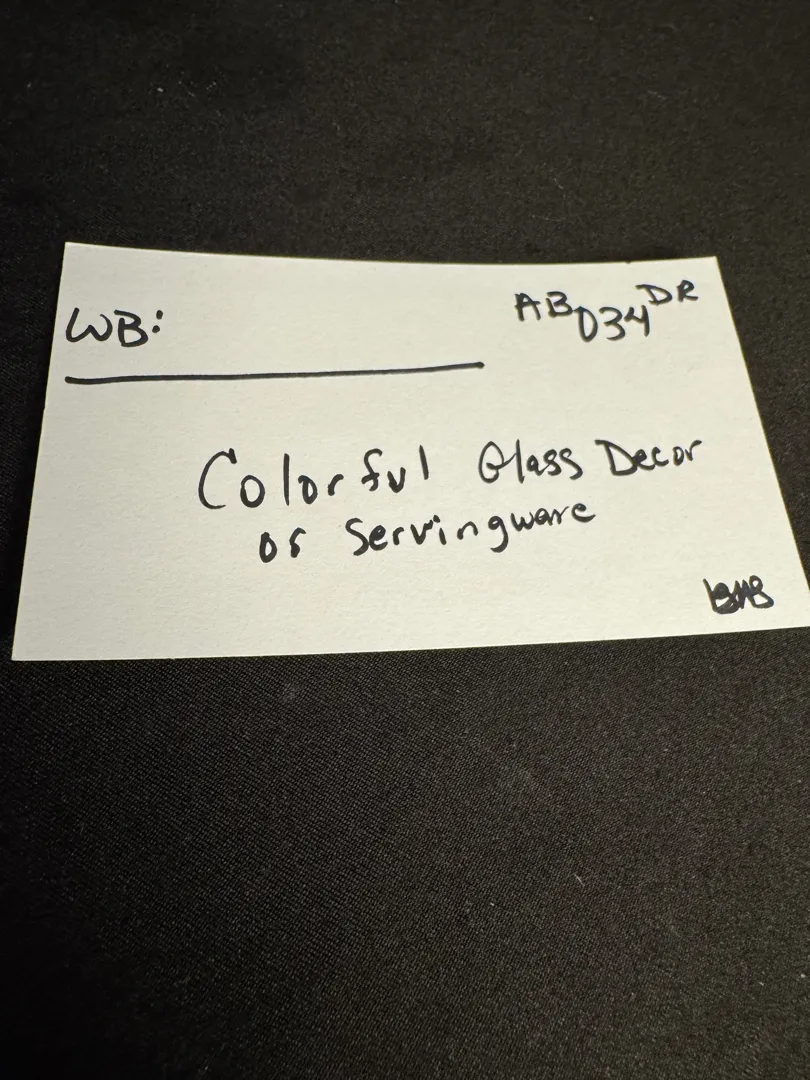 WB:
AB034DR
Colorful Glass Decor
or Servingware